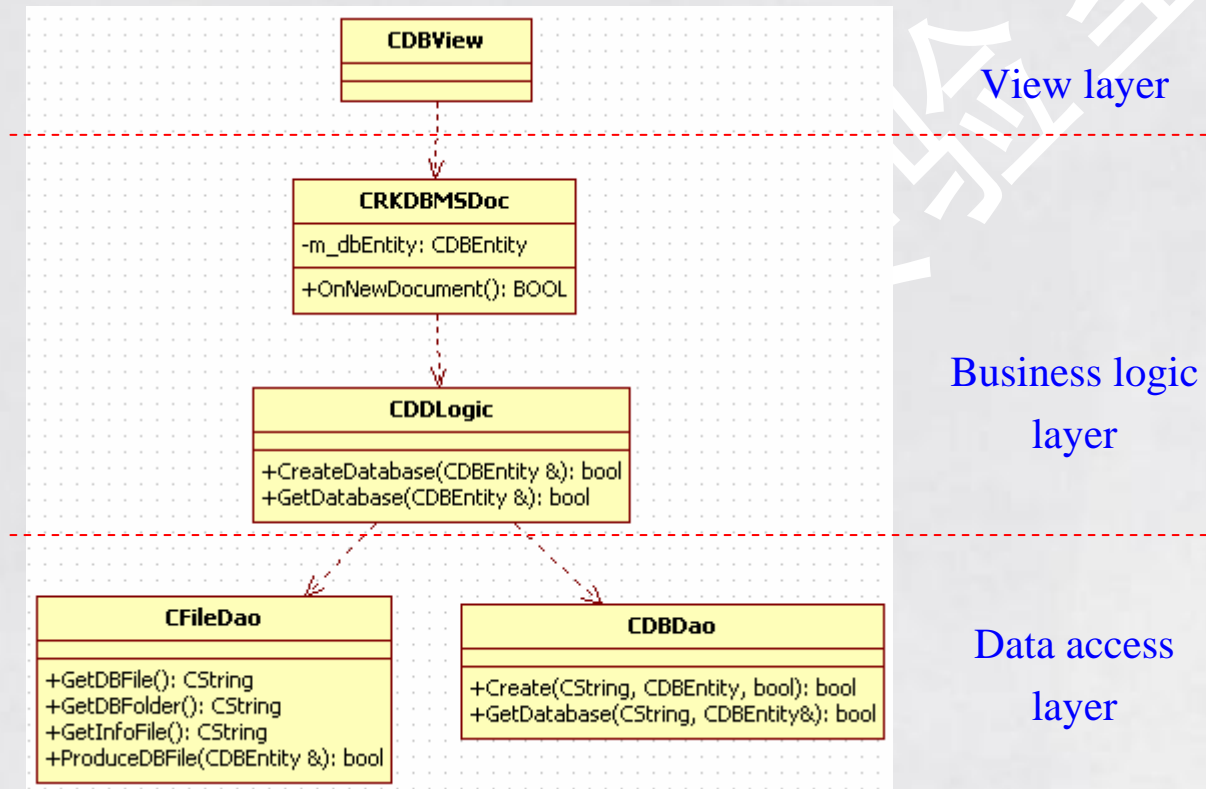 CDBView
View layer
CRKDBMSDoc
-m_dbEntity: CDBEntity
+OnNewDocument(): BOOL
Business logic
layer
CDDLogic
+CreateDatabase(CDBEntity &): bool
+GetDatabase(CDBEntity &): bool
CFileDao
+GetDBFile(): CString
+GetDBFolder(): CString
+GetInfoFile(): CString
+ProduceDBFile(CDBEntity &): bool
CDBDao
+Create(CString, CDBEntity, bool): bool
+GetDatabase(CString, CDBEntity&): bool
Data access
layer
验